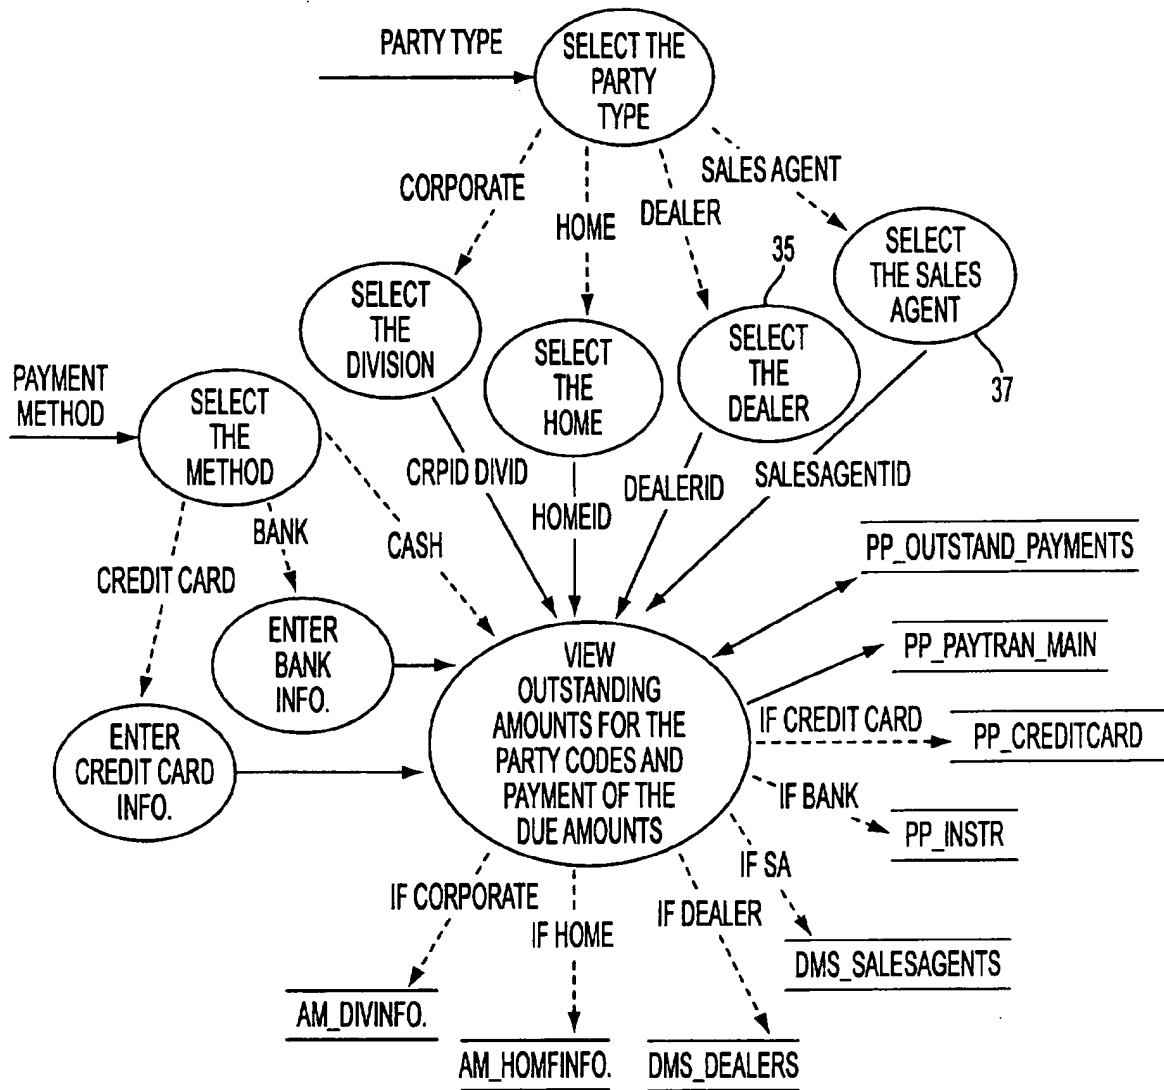 PARTY TYPE
SELECT THE
PARTY
TYPE
CORPORATE
HOME
DEALER
SALES AGENT
35
SELECT
THE SALES
AGENT
37
SELECT
THE
DIVISION
SELECT
THE
HOME
SELECT
THE
DEALER
PAYMENT
METHOD
SELECT
THE
METHOD
CRPID DIVID
HOMEID
DEALERID
SALESAGENTID
BANK
CASH
CREDIT CARD
PP_OUTSTAND_PAYMENTS
ENTER
BANK
INFO.
VIEW
OUTSTANDING
AMOUNTS FOR THE
PARTY CODES AND
PAYMENT OF THE
DUE AMOUNTS
PP_PAYTRAN_MAIN
ENTER
CREDIT CARD
INFO.
IF CREDIT CARD
PP_CREDITCARD
IF BANK
PP_INSTR
IF SA
IF CORPORATE
IF HOME
IF DEALER
DMS_SALESAGENTS
AM_DIVINFO.
AM_HOMFINFO.
DMS_DEALERS